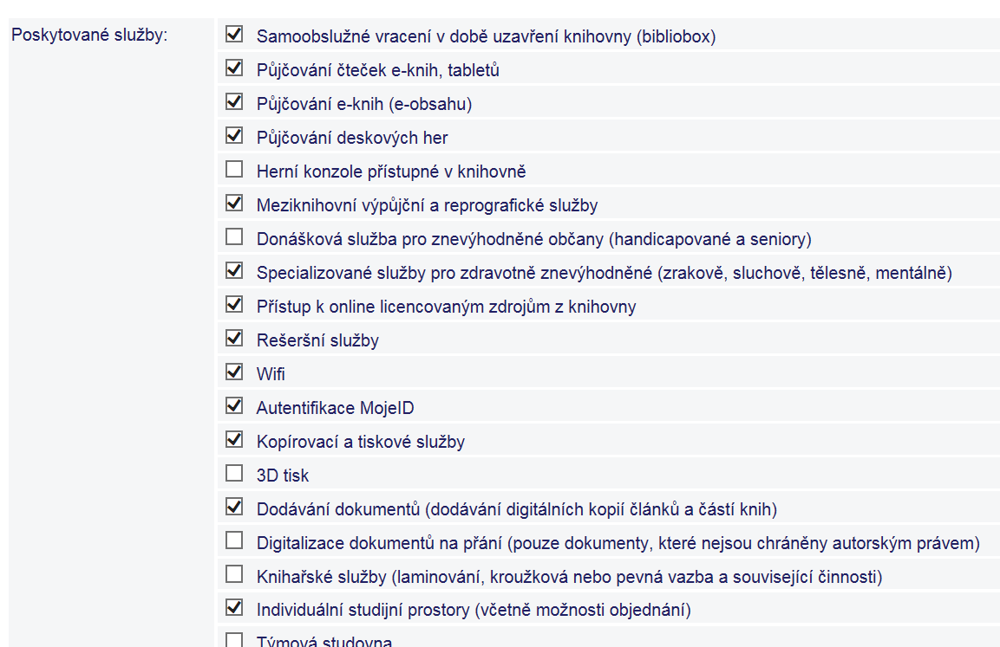 Poskytované služby:
Samoobslužné vracení v době uzavření knihovny (bibliobox)
Půjčování čteček e-knih, tabletů
Půjčování e-knih (e-obsahu)
Půjčování deskových her
Herní konzole přístupné v knihovně
Meziknihovní výpůjční a reprografické služby
Donášková služba pro znevýhodněné občany (handicapované a seniory)
Specializované služby pro zdravotně znevýhodněné (zrakově, sluchově, tělesně, mentálně)
Přístup k online licencovaným zdrojům z knihovny
Rešeršní služby
Wifi
Autentifikace MojeID
Kopírovací a tiskové služby
3D tisk
Dodávání dokumentů (dodávání digitálních kopií článků a částí knih)
Digitalizace dokumentů na přání (pouze dokumenty, které nejsou chráněny autorským právem)
Knihařské služby (laminování, kroužková nebo pevná vazba a související činnosti)
Individuální studijní prostory (včetně možnosti objednání)
Týmová studovna